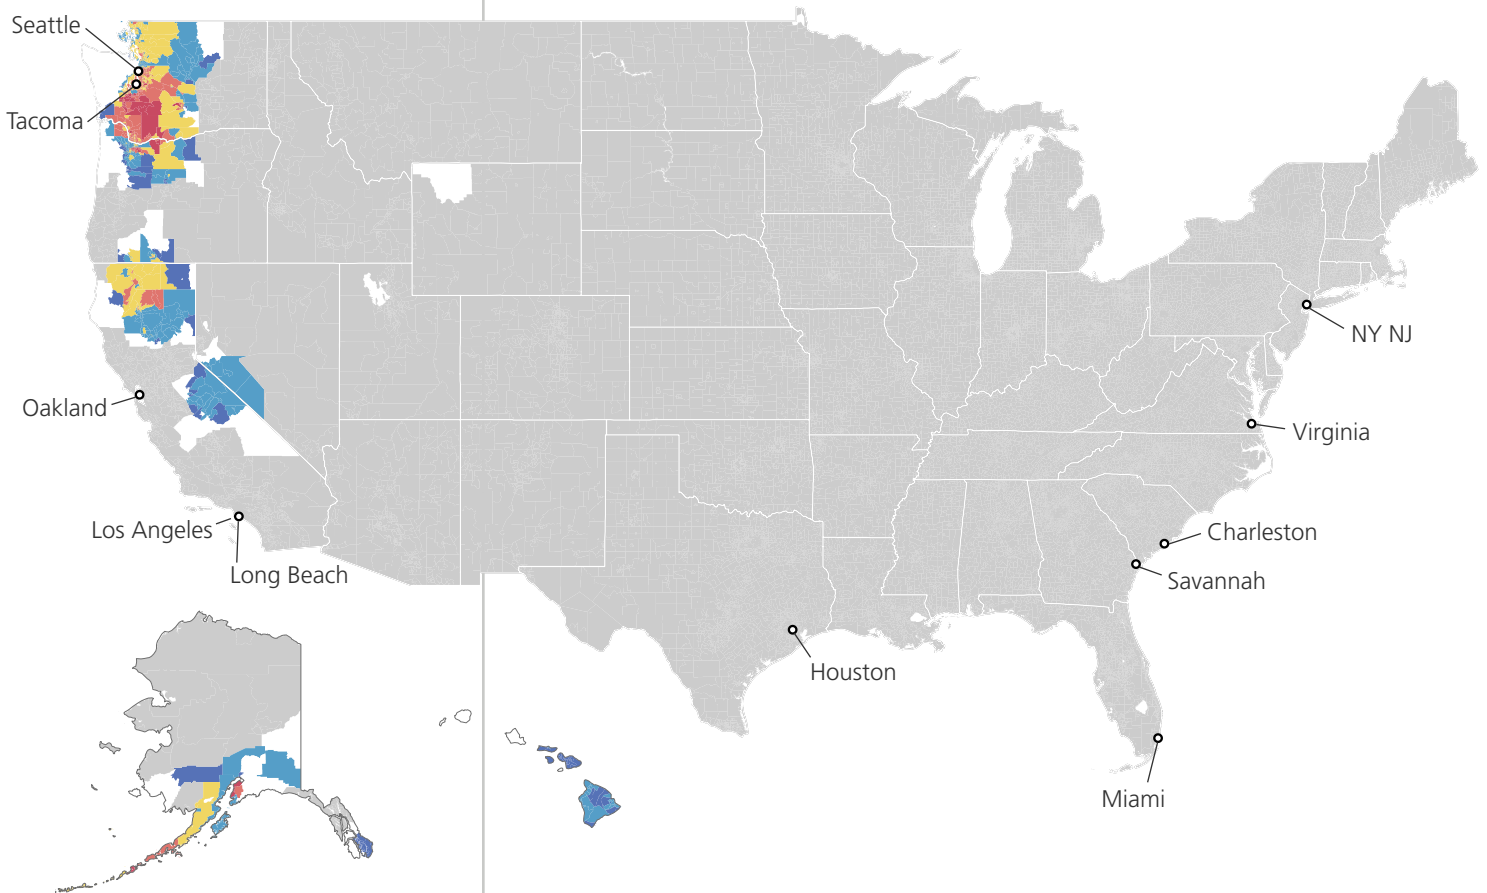 Seattle
Tacoma
NY NJ
Oakland
Virginia
Los Angeles
Charleston
Long Beach
Savannah
Houston
Miami